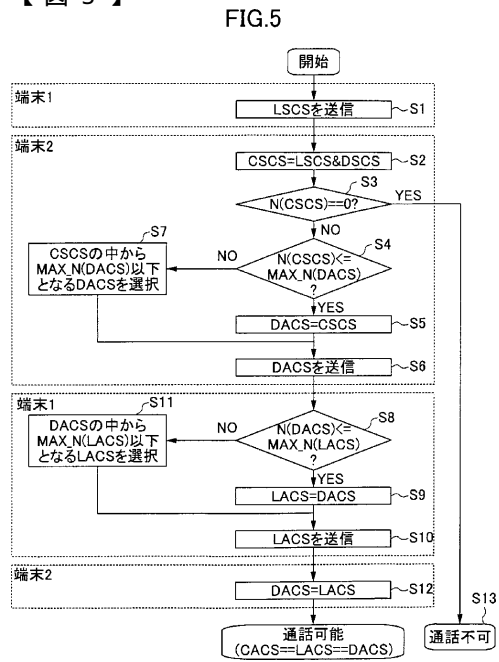 【図5】
FIG.5
開始
端末1
LSCSを送信
S1
端末2
CSCS=LSCS&DSCS
S2
S3
N(CSCS)==0?
YES
NO
S7
CSCSの中から
MAX_N(DACS)以下
となるDACSを選択
NO
S4
N(CSCS)<=
MAX_N(DACS)
?
YES
DACS=CSCS
S5
DACSを送信
S6
端末1
S11
DACSの中から
MAX_N(LACS)以下
となるLACSを選択
NO
S8
N(DACS)<=
MAX_N(LACS)
?
YES
LACS=DACS
S9
LACSを送信
S10
端末2
DACS=LACS
S12
S13
通話可能
(CACS==LACS==DACS)
通話不可